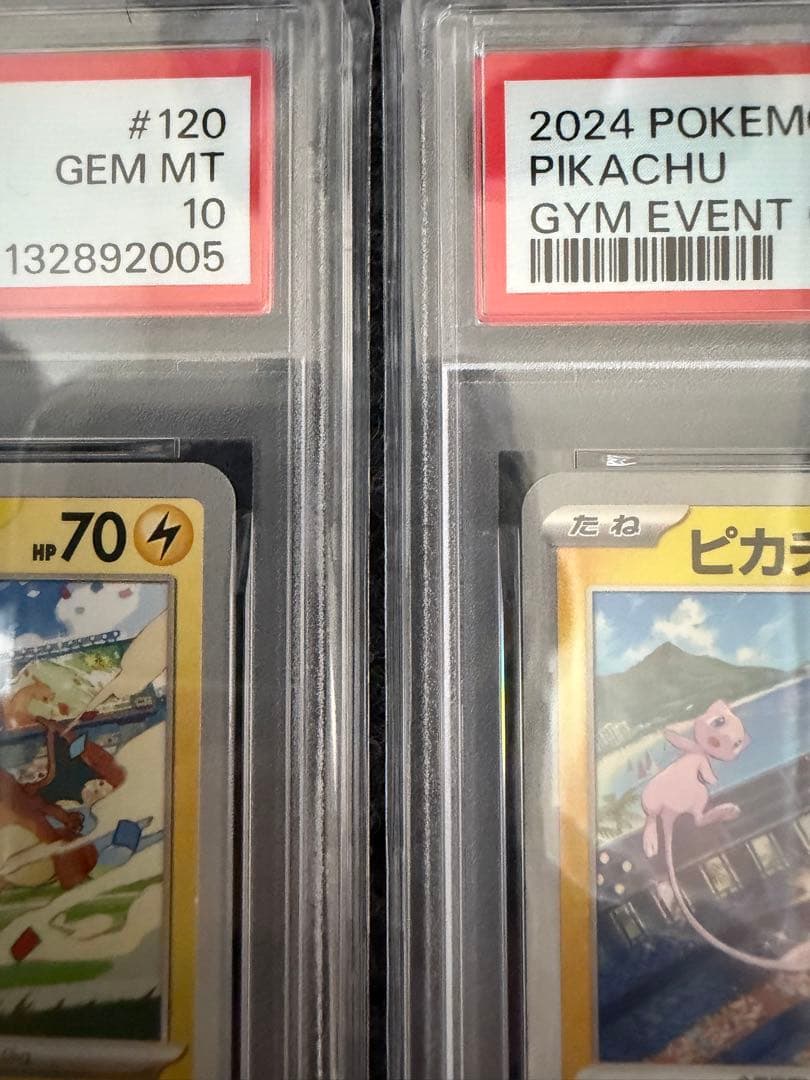 #120
GEM MT
10
132892005
2024 POKEMO
PIKACHU
GYM EVENT
HP70
たね
ピカチ